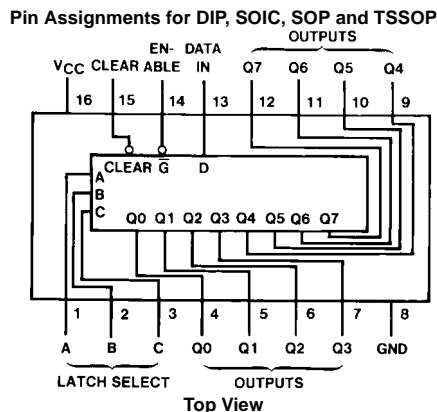 Pin Assignments for DIP, SOIC, SOP and TSSOP
OUTPUTS
EN- DATA
VCC CLEAR ABLE IN Q7 Q6 Q5 Q4
16 15 14 13 12 11 10 9
CLEAR G̅ D
A
B
C
Q0 Q1 Q2 Q3 Q4 Q5 Q6 Q7
1 2 3 4 5 6 7 8
A B C Q0 Q1 Q2 Q3 GND
LATCH SELECT OUTPUTS
Top View